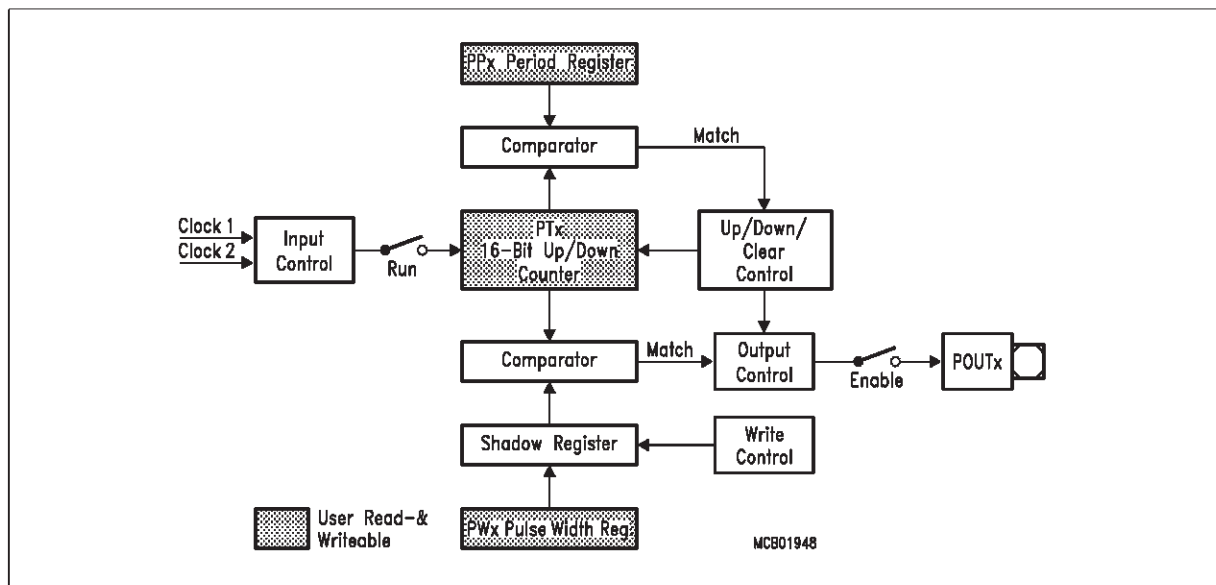 PPx Period Register
Comparator
Match
Clock 1
Clock 2
Input
Control
Run
PTx
16-Bit Up/Down
Counter
Up/Down/
Clear
Control
Comparator
Match
Output
Control
Enable
POUTx
Shadow Register
Write
Control
User Read-&
Writeable
PWx Pulse Width Reg.
MCB01948